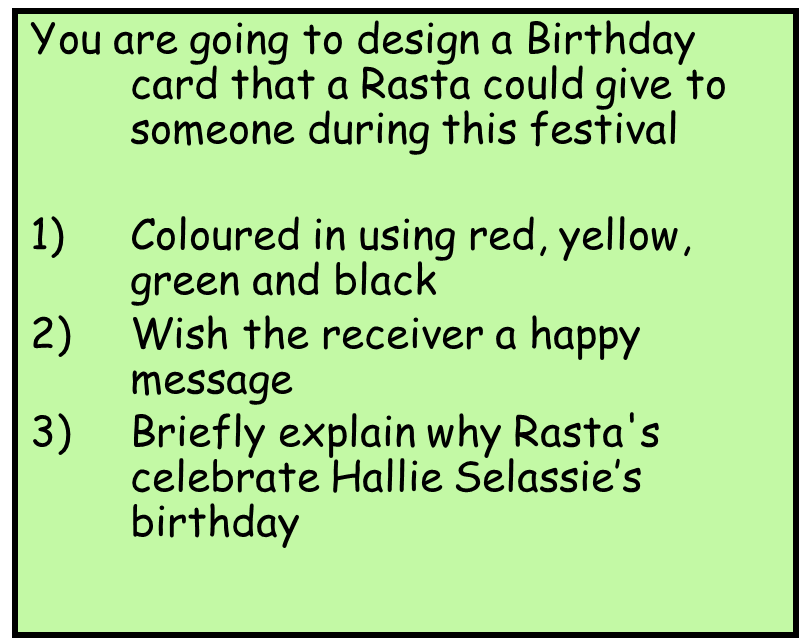 You are going to design a Birthday
card that a Rasta could give to
someone during this festival
1) Coloured in using red, yellow,
green and black
2) Wish the receiver a happy
message
3) Briefly explain why Rasta's
celebrate Hallie Selassie’s
birthday